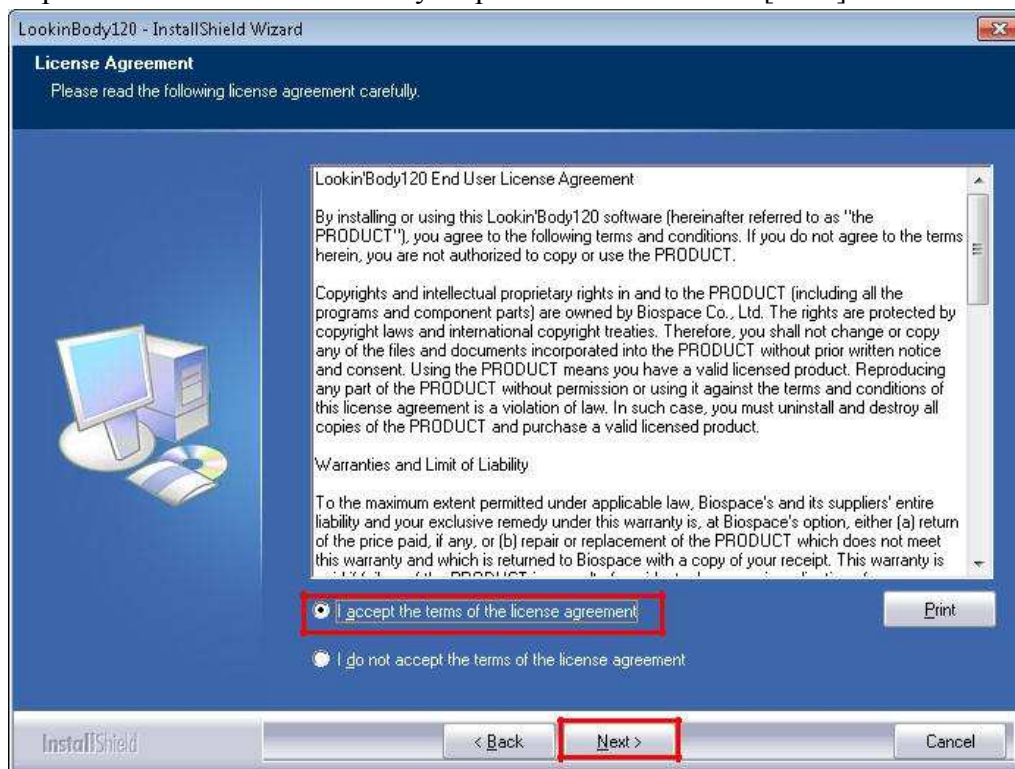 LookinBody120 - InstallShield Wizard
License Agreement
Please read the following license agreement carefully.
Lookin'Body120 End User License Agreement
By installing or using this Lookin'Body120 software (hereinafter referred to as "the
PRODUCT"), you agree to the following terms and conditions. If you do not agree to the terms
herein, you are not authorized to copy or use the PRODUCT.
Copyrights and intellectual proprietary rights in and to the PRODUCT (including all the
programs and component parts) are owned by Biospace Co., Ltd. The rights are protected by
copyright laws and international copyright treaties. Therefore, you shall not change or copy
any of the files and documents incorporated into the PRODUCT without prior written notice
and consent. Using the PRODUCT means you have a valid licensed product. Reproducing
any part of the PRODUCT without permission or using it against the terms and conditions of
this license agreement is a violation of law. In such case, you must uninstall and destroy all
copies of the PRODUCT and purchase a valid licensed product.
Warranties and Limit of Liability
To the maximum extent permitted under applicable law, Biospace's and its suppliers' entire
liability and your exclusive remedy under this warranty is, at Biospace's option, either (a) return
of the price paid, if any, or (b) repair or replacement of the PRODUCT which does not meet
this warranty and which is returned to Biospace with a copy of your receipt. This warranty is
I accept the terms of the license agreement
Print
I do not accept the terms of the license agreement
InstallShield
< Back
Next >
Cancel